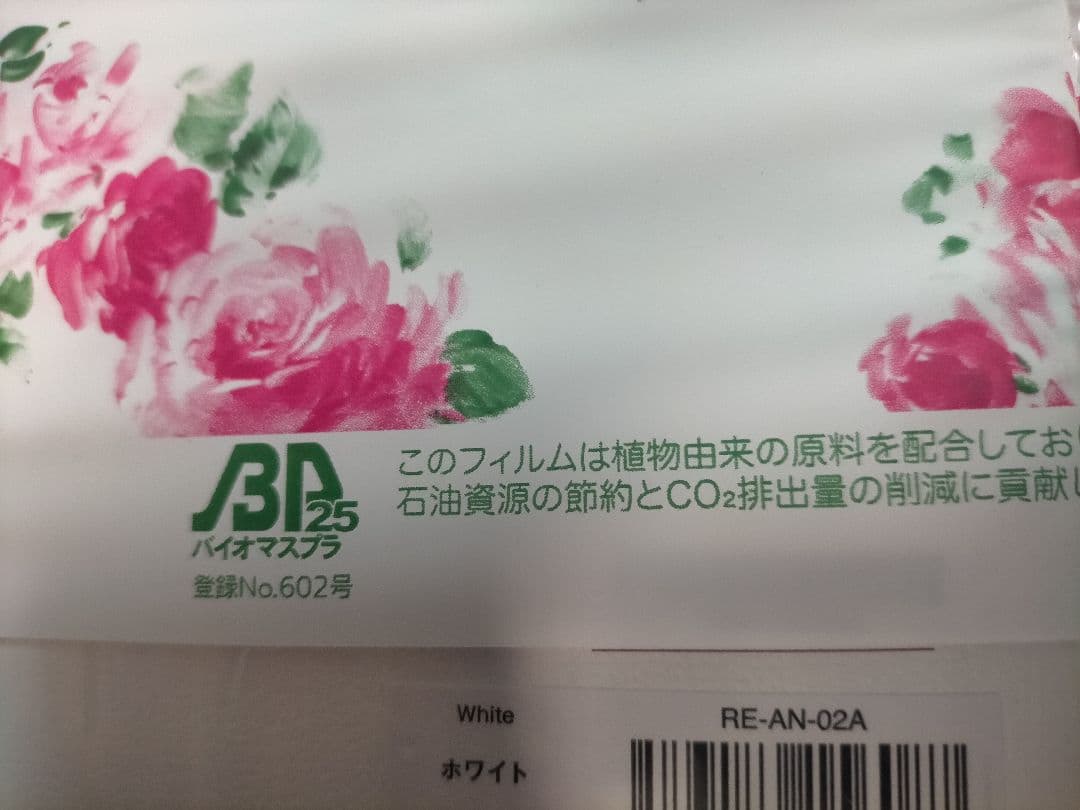 このフィルムは植物由来の原料を配合してお
石油資源の節約とCO₂排出量の削減に貢献し
BP
25
バイオマスプラ
登録No.602号
White
RE-AN-02A
ホワイト